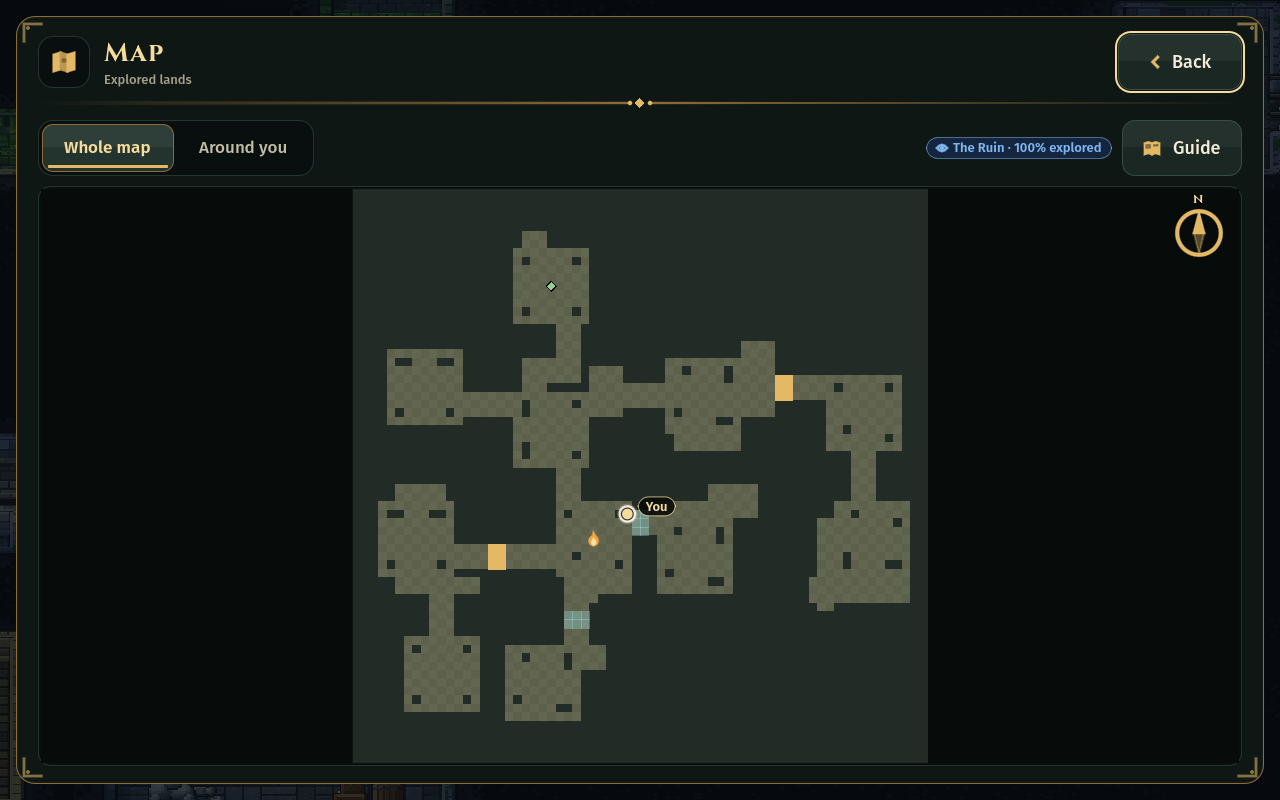 Map
Explored lands
Back
Whole map
Around you
The Ruin · 100% explored
Guide
N
You